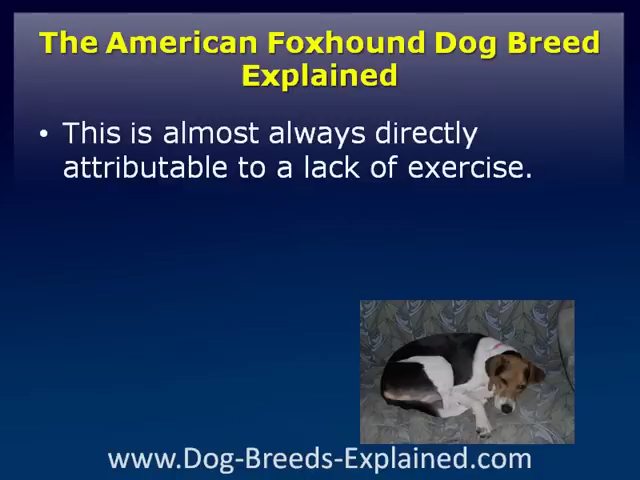 The American Foxhound Dog Breed
Explained
• This is almost always directly
attributable to a lack of exercise.
www.Dog-Breeds-Explained.com